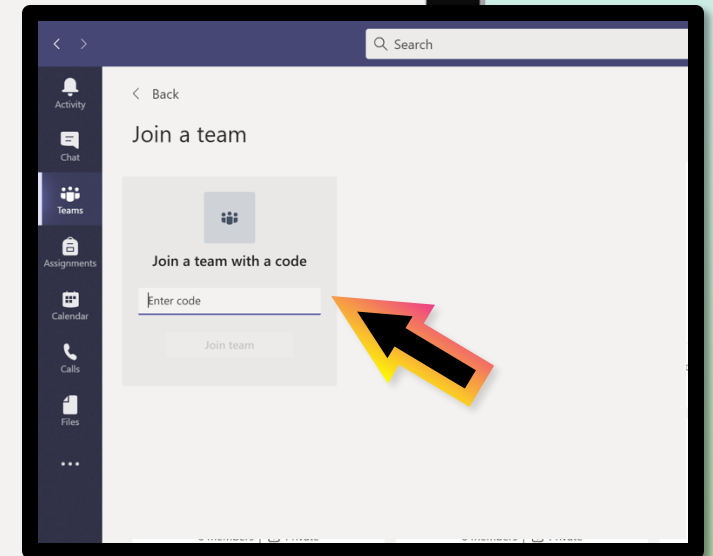 Search
Activity
Chat
Teams
Assignments
Calendar
Calls
Files
Back
Join a team
Join a team with a code
Enter code
Join team